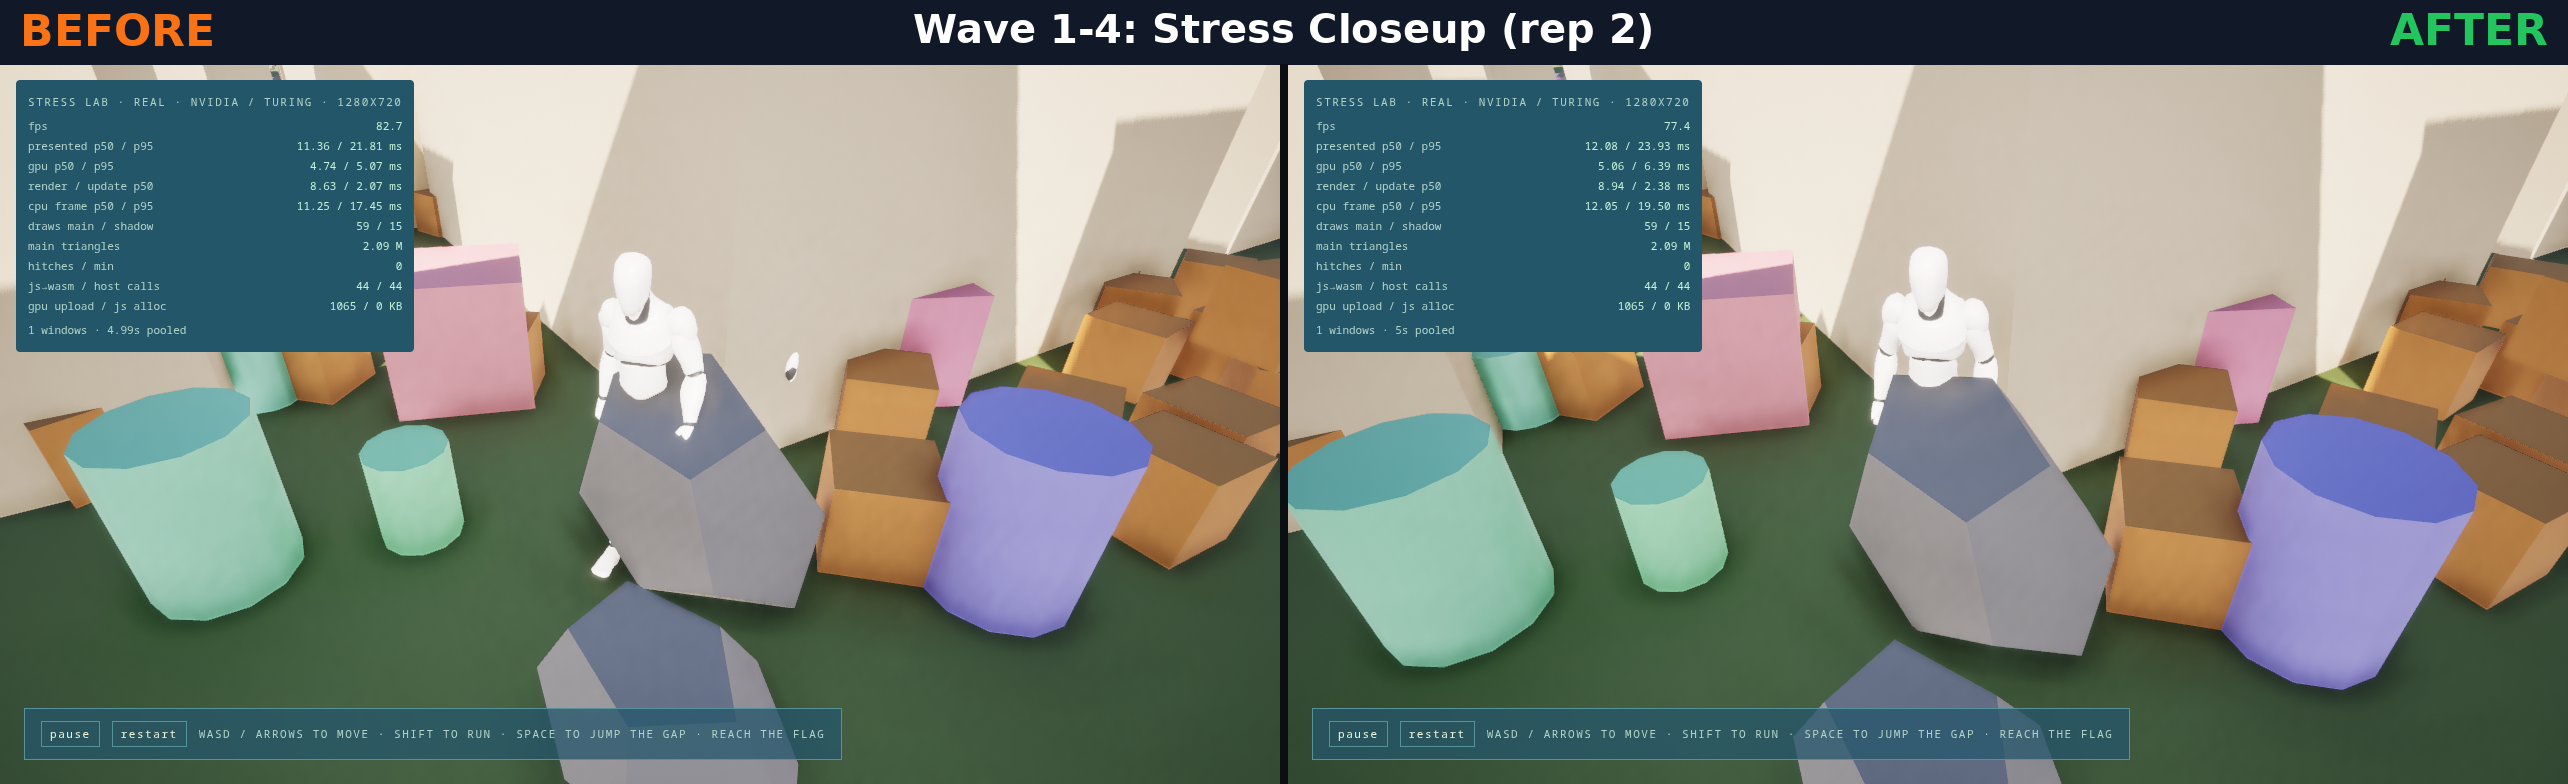 BEFORE
Wave 1-4: Stress Closeup (rep 2)
AFTER
STRESS LAB · REAL · NVIDIA / TURING · 1280X720
fps 82.7
presented p50 / p95 11.36 / 21.81 ms
gpu p50 / p95 4.74 / 5.07 ms
render / update p50 8.63 / 2.07 ms
cpu frame p50 / p95 11.25 / 17.45 ms
draws main / shadow 59 / 15
main triangles 2.09 M
hitches / min 0
js→wasm / host calls 44 / 44
gpu upload / js alloc 1065 / 0 KB
1 windows · 4.99s pooled
pause restart WASD / ARROWS TO MOVE · SHIFT TO RUN · SPACE TO JUMP THE GAP · REACH THE FLAG
STRESS LAB · REAL · NVIDIA / TURING · 1280X720
fps 77.4
presented p50 / p95 12.08 / 23.93 ms
gpu p50 / p95 5.06 / 6.39 ms
render / update p50 8.94 / 2.38 ms
cpu frame p50 / p95 12.05 / 19.50 ms
draws main / shadow 59 / 15
main triangles 2.09 M
hitches / min 0
js→wasm / host calls 44 / 44
gpu upload / js alloc 1065 / 0 KB
1 windows · 5s pooled
pause restart WASD / ARROWS TO MOVE · SHIFT TO RUN · SPACE TO JUMP THE GAP · REACH THE FLAG